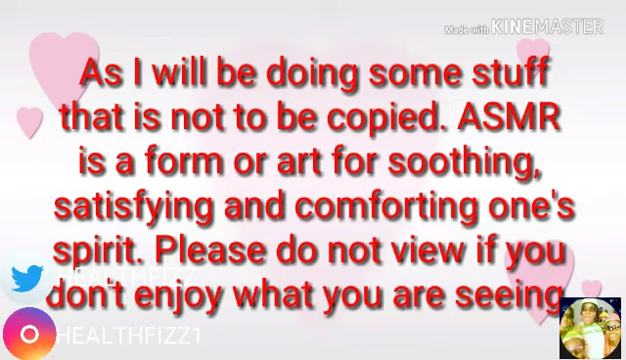 Made with KINEMASTER
As I will be doing some stuff
that is not to be copied. ASMR
is a form or art for soothing,
satisfying and comforting one's
spirit. Please do not view if you
don't enjoy what you are seeing
HEALTHFIZZ
HEALTHFIZZ1